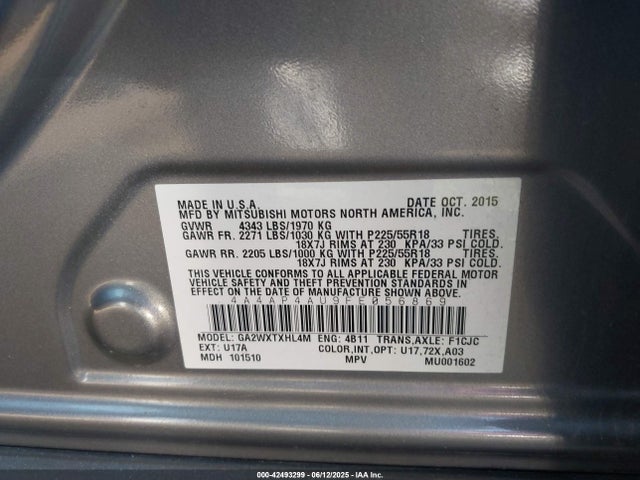 MADE IN U.S.A. DATE OCT. 2015
MFD BY MITSUBISHI MOTORS NORTH AMERICA, INC.
GVWR 4343 LBS/1970 KG
GAWR FR. 2271 LBS/1030 KG WITH P225/55R18 TIRES.
18X7J RIMS AT 230 KPA/33 PSI COLD.
GAWR RR. 2205 LBS/1000 KG WITH P225/55R18 TIRES.
18X7J RIMS AT 230 KPA/33 PSI COLD.
THIS VEHICLE CONFORMS TO ALL APPLICABLE FEDERAL MOTOR
VEHICLE SAFETY AND THEFT PREVENTION STANDARDS IN EFFECT
ON THE DATE OF MANUFACTURE SHOWN ABOVE.
4A4AP4AU9FE056869
MODEL: GA2WXTXHL4M ENG: 4B11 TRANS,AXLE: F1CJC
EXT: U17A COLOR,INT,OPT: U17,72X,A03
MDH 101510 MPV MU001602
000-42493299 - 06/12/2025 - IAA Inc.